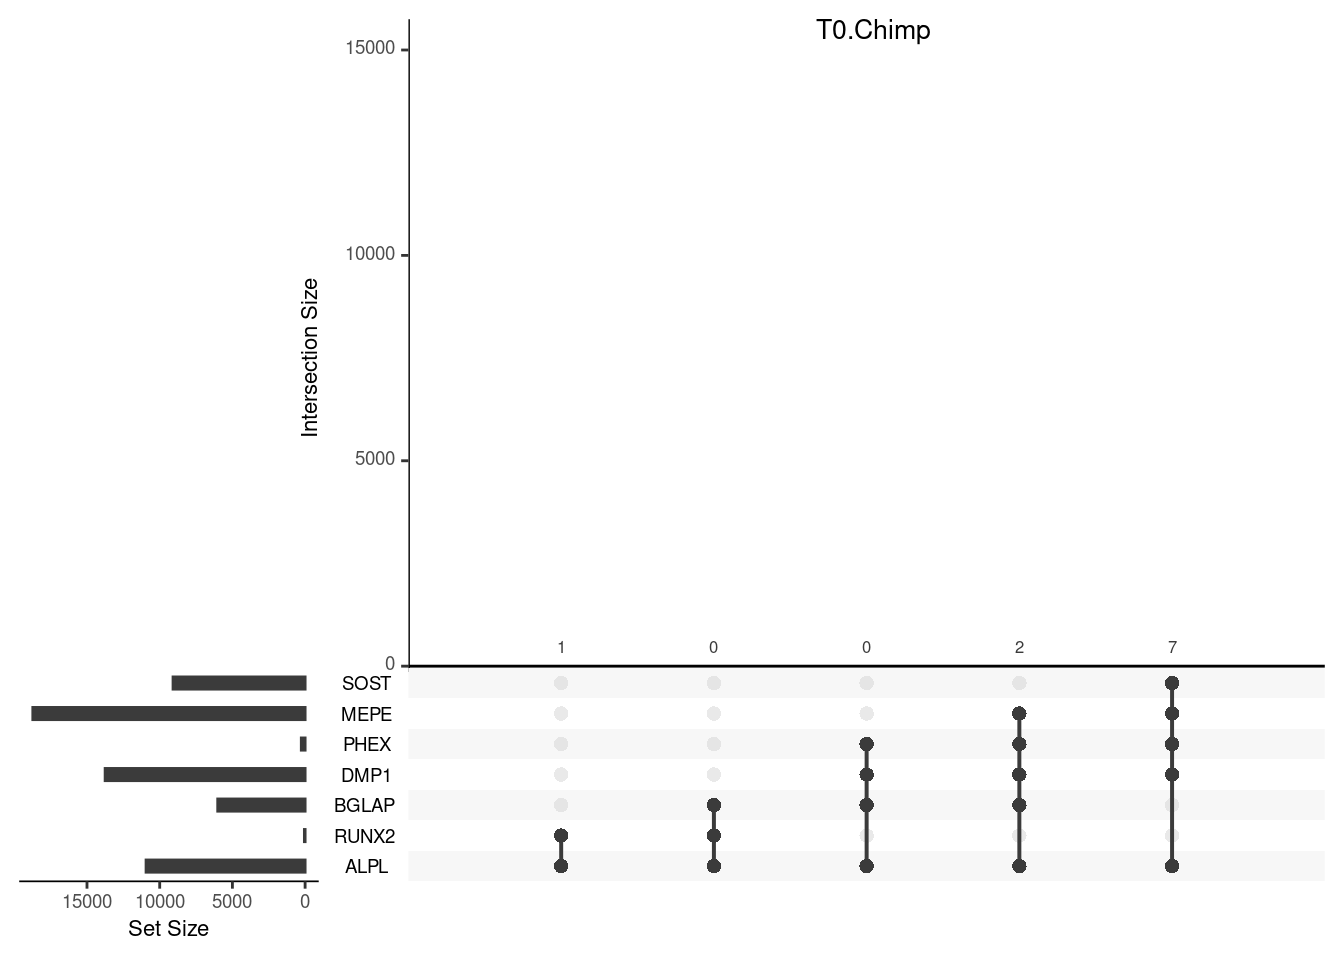 T0.Chimp
15000
10000
5000
0
Intersection Size
1 0 0 2 7
SOST
MEPE
PHEX
DMP1
BGLAP
RUNX2
ALPL
15000 10000 5000 0
Set Size